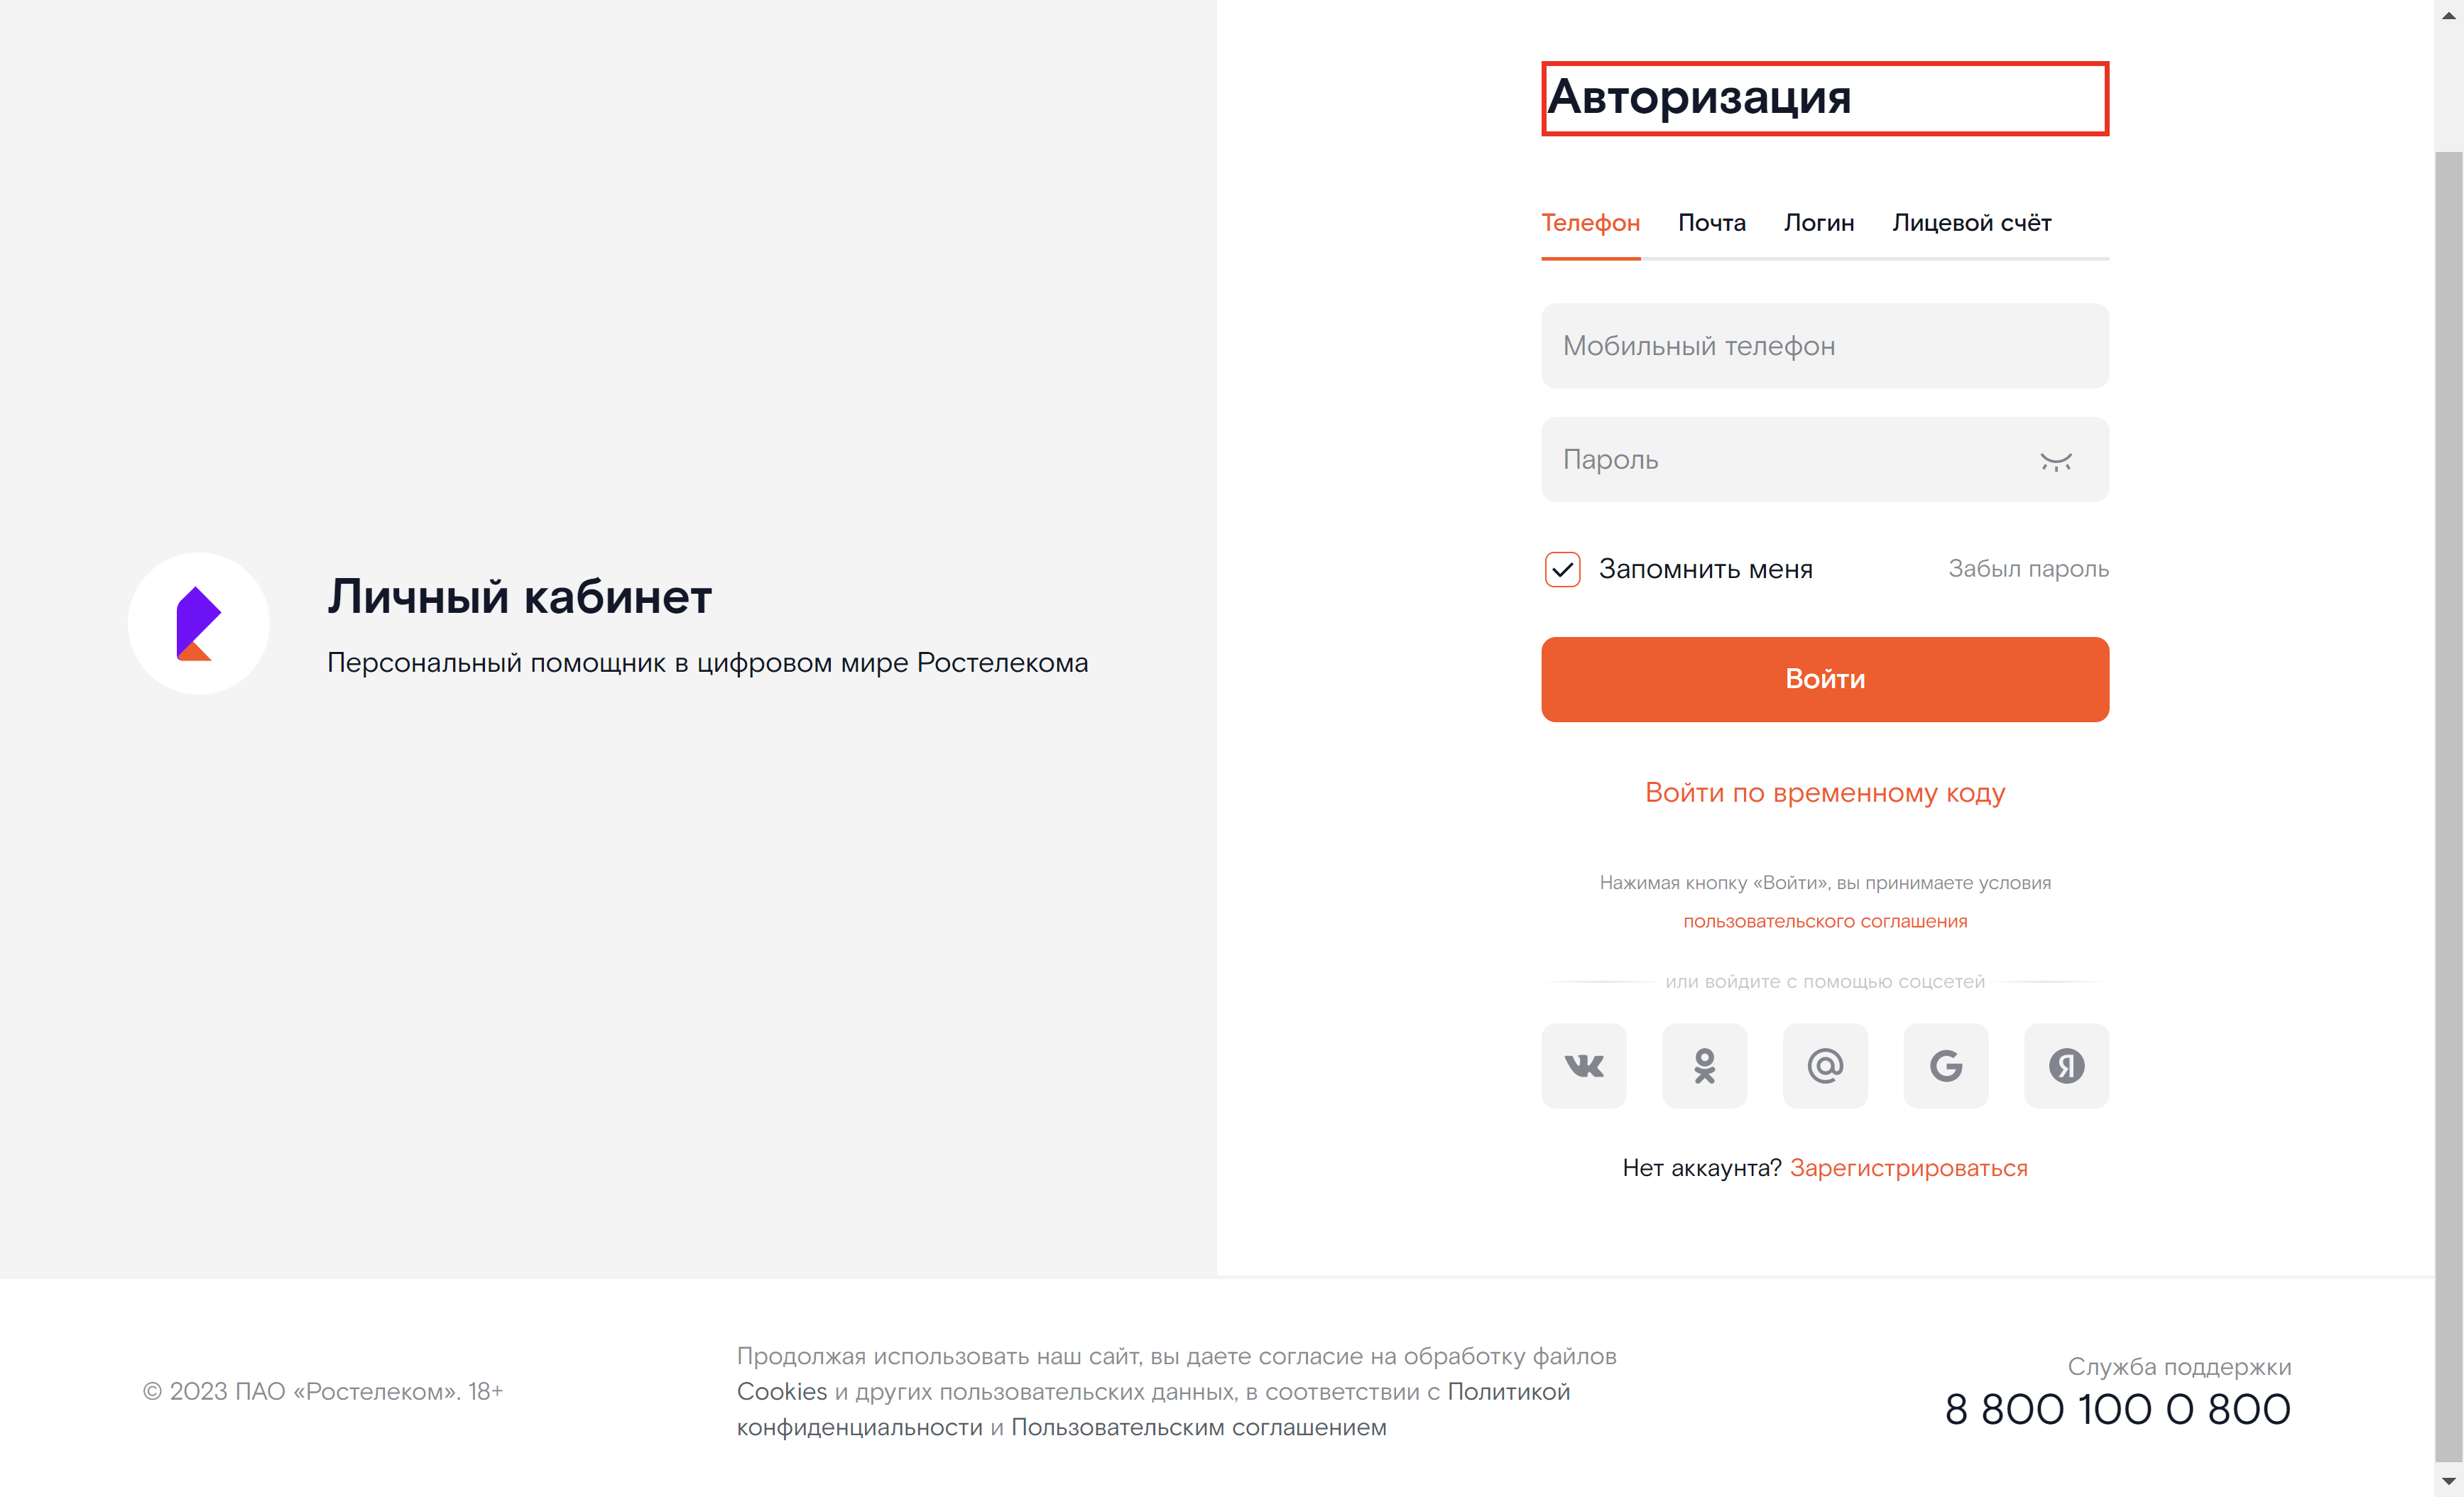 Авторизация
Телефон Почта Логин Лицевой счёт
Мобильный телефон
Пароль
Запомнить меня Забыл пароль
Войти
Войти по временному коду
Нажимая кнопку «Войти», вы принимаете условия
пользовательского соглашения
или войдите с помощью соцсетей
Нет аккаунта? Зарегистрироваться
Личный кабинет
Персональный помощник в цифровом мире Ростелекома
© 2023 ПАО «Ростелеком». 18+
Продолжая использовать наш сайт, вы даете согласие на обработку файлов
Cookies и других пользовательских данных, в соответствии с Политикой
конфиденциальности и Пользовательским соглашением
Служба поддержки
8 800 100 0 800